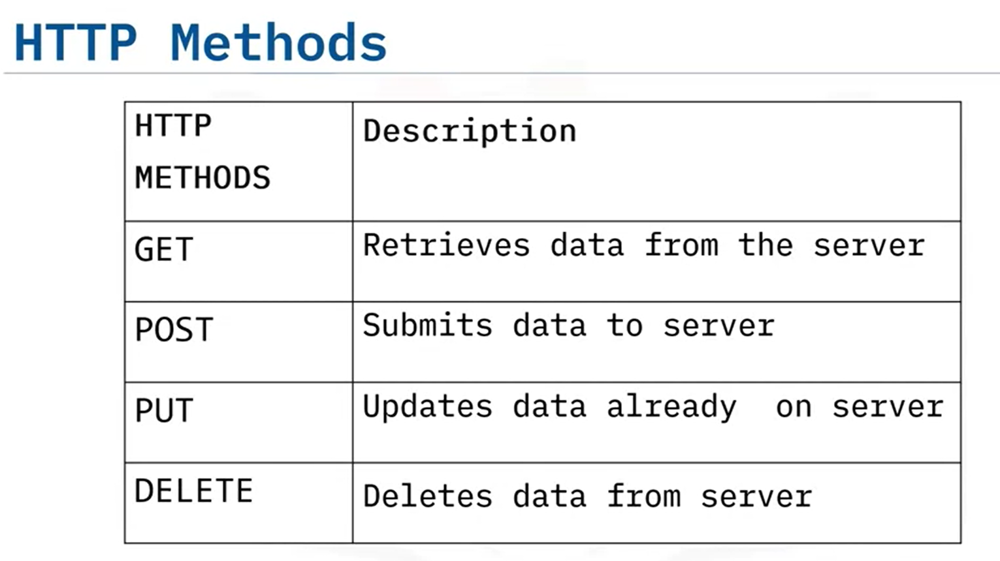 HTTP Methods
HTTP
METHODS
Description
GET
Retrieves data from the server
POST
Submits data to server
PUT
Updates data already  on server
DELETE
Deletes data from server